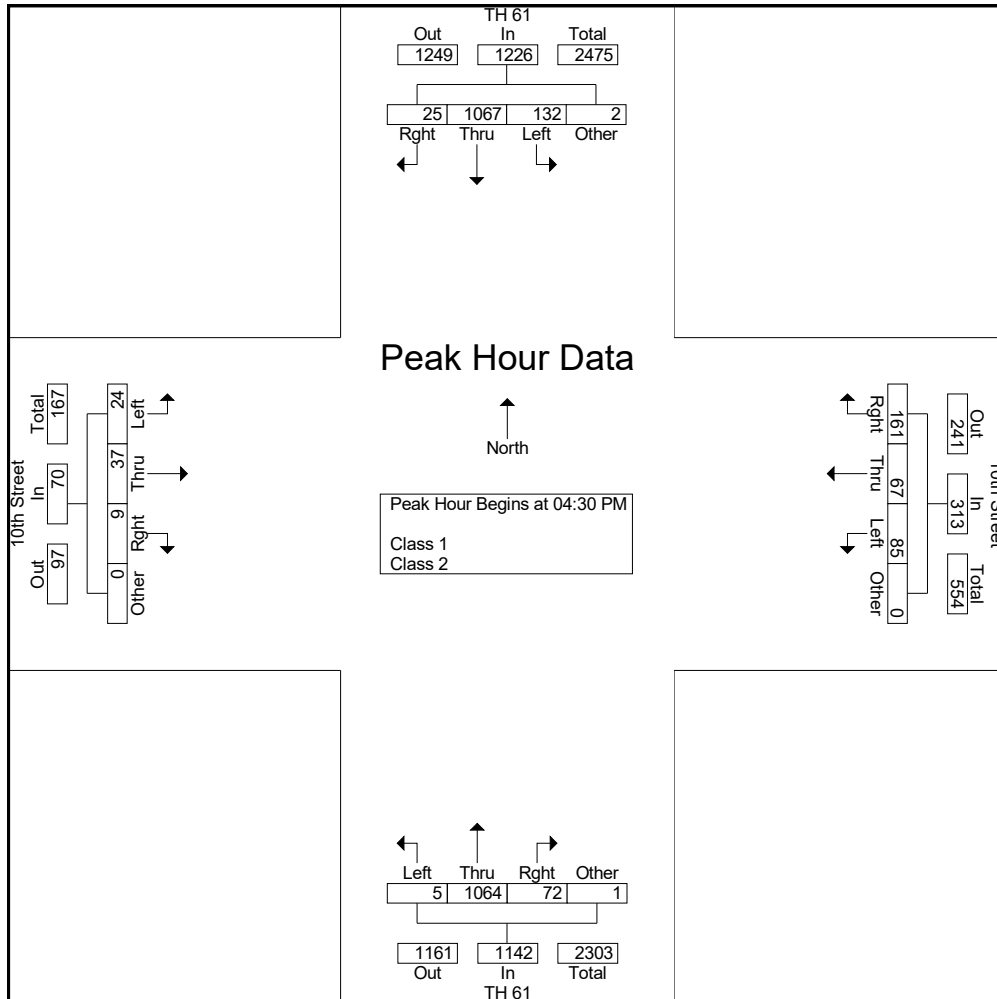 TH 61
Out In Total
1249 1226 2475
25 1067 132 2
Rght Thru Left Other
Peak Hour Data
North
Peak Hour Begins at 04:30 PM
Class 1
Class 2
10th Street
Total In Out
167 70 97
24 37 9 0
Left Thru Rght Other
Rght Thru Left Other
161 67 85 0
Out In Total
241 313 554
10th Street
Left Thru Rght Other
5 1064 72 1
1161 1142 2303
Out In Total
TH 61